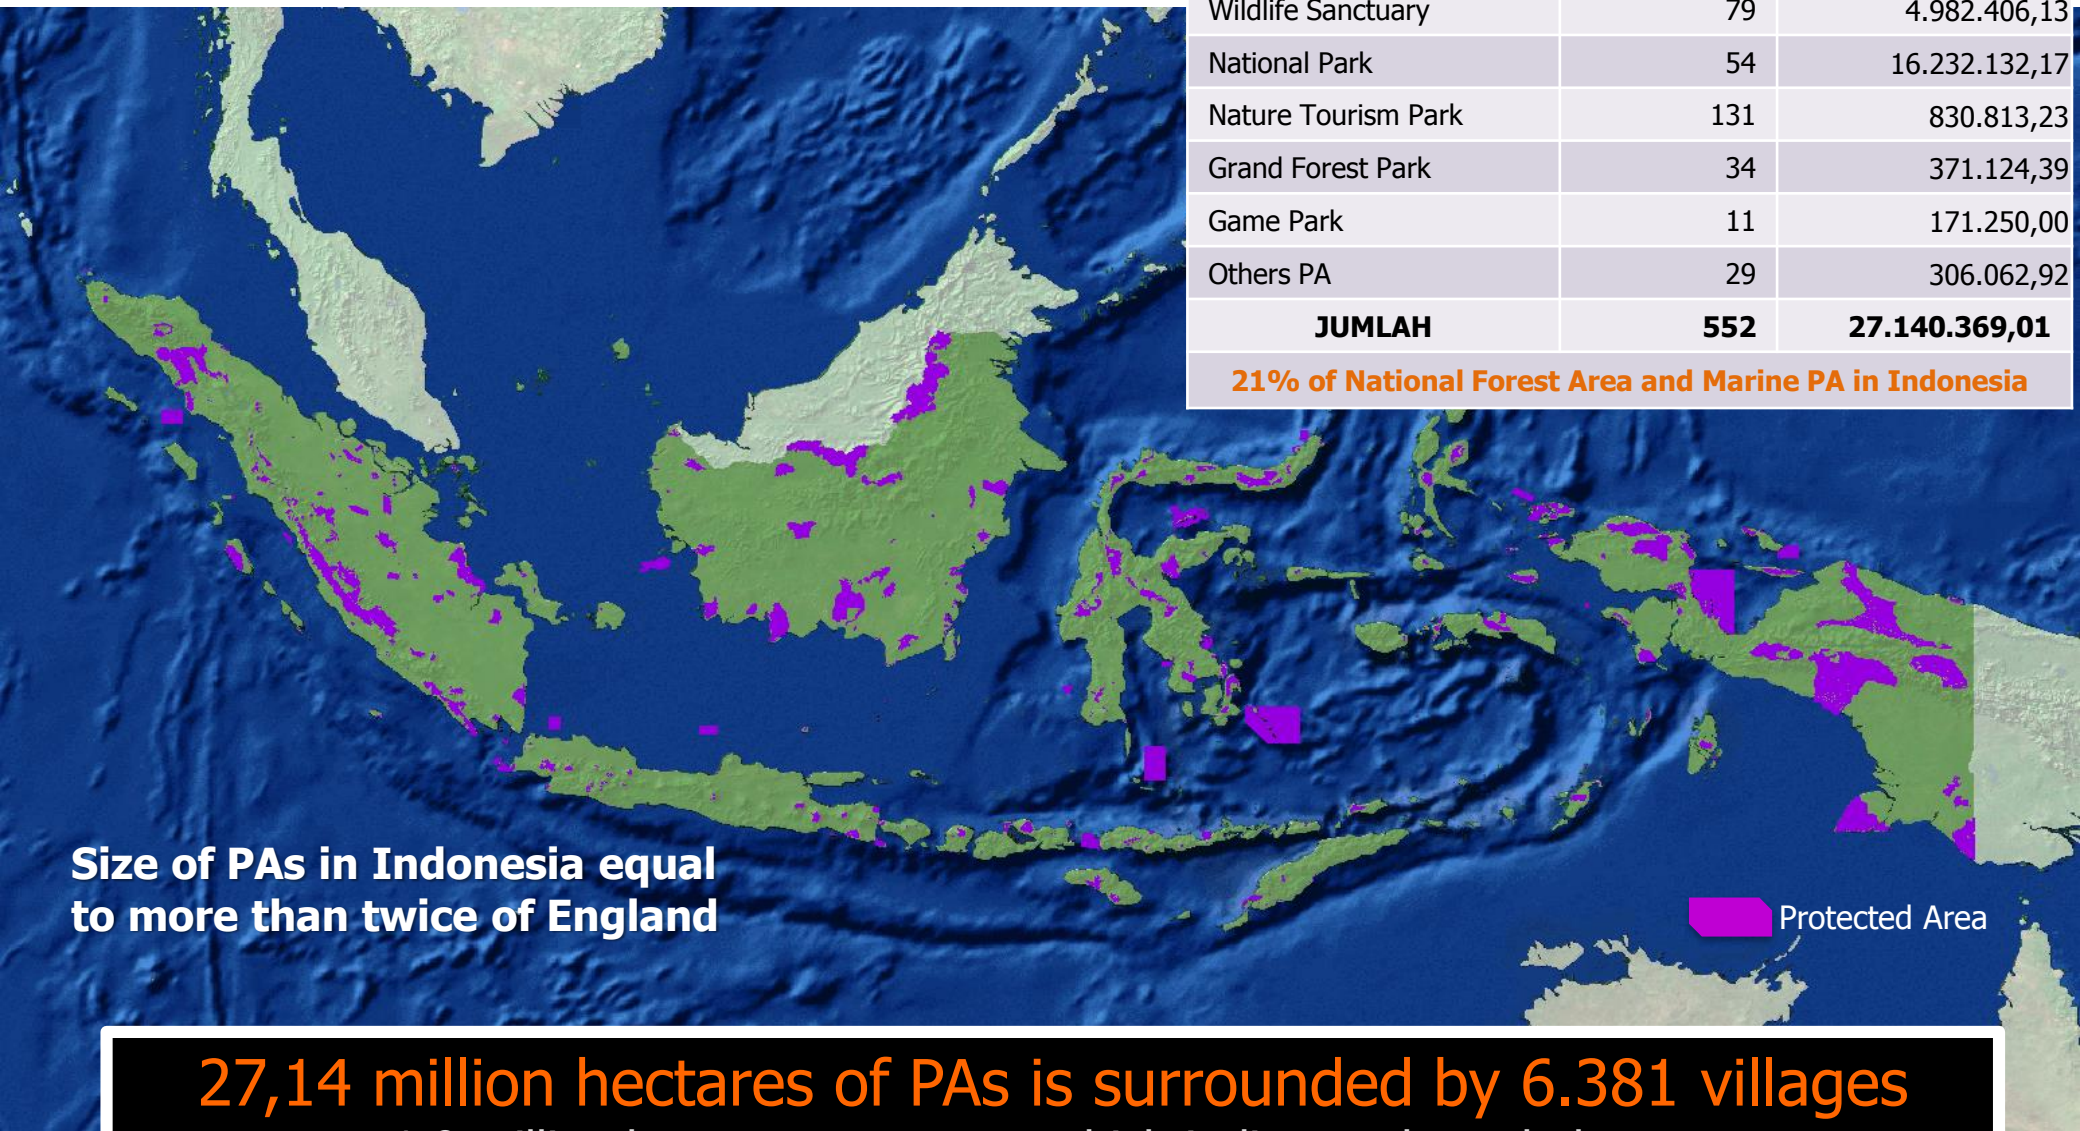 Wildlife Sanctuary 79 4.982.406,13
National Park 54 16.232.132,17
Nature Tourism Park 131 830.813,23
Grand Forest Park 34 371.124,39
Game Park 11 171.250,00
Others PA 29 306.062,92
JUMLAH 552 27.140.369,01
21% of National Forest Area and Marine PA in Indonesia
Size of PAs in Indonesia equal
to more than twice of England
Protected Area
27,14 million hectares of PAs is surrounded by 6.381 villages